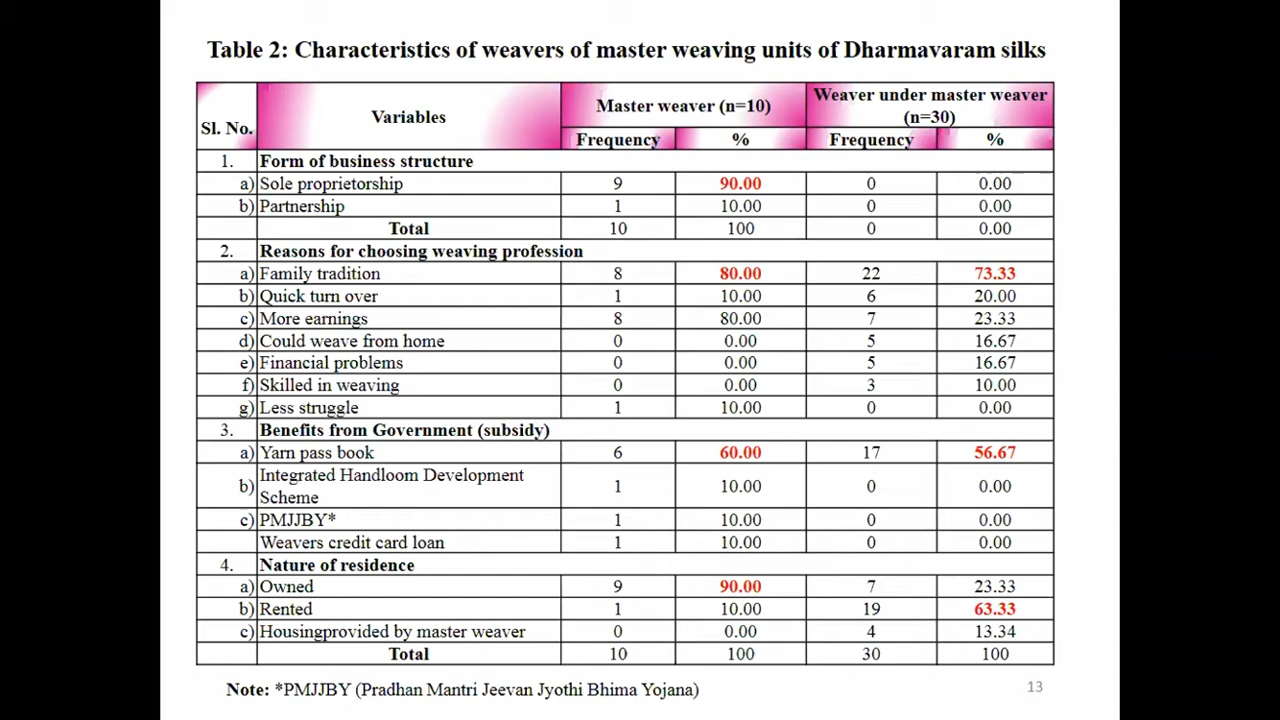 Table 2: Characteristics of weavers of master weaving units of Dharmavaram silks
Sl. No. Variables Master weaver (n=10) Weaver under master weaver (n=30)
Frequency % Frequency %
1. Form of business structure
a) Sole proprietorship 9 90.00 0 0.00
b) Partnership 1 10.00 0 0.00
Total 10 100 0 0.00
2. Reasons for choosing weaving profession
a) Family tradition 8 80.00 22 73.33
b) Quick turn over 1 10.00 6 20.00
c) More earnings 8 80.00 7 23.33
d) Could weave from home 0 0.00 5 16.67
e) Financial problems 0 0.00 5 16.67
f) Skilled in weaving 0 0.00 3 10.00
g) Less struggle 1 10.00 0 0.00
3. Benefits from Government (subsidy)
a) Yarn pass book 6 60.00 17 56.67
b) Integrated Handloom Development
Scheme 1 10.00 0 0.00
c) PMJJBY* 1 10.00 0 0.00
Weavers credit card loan 1 10.00 0 0.00
4. Nature of residence
a) Owned 9 90.00 7 23.33
b) Rented 1 10.00 19 63.33
c) Housingprovided by master weaver 0 0.00 4 13.34
Total 10 100 30 100
Note: *PMJJBY (Pradhan Mantri Jeevan Jyothi Bhima Yojana)
13